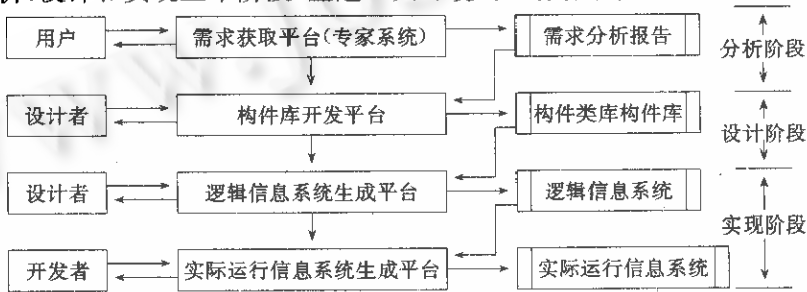 用户 需求获取平台(专家系统) 需求分析报告 分析阶段
设计者 构件库开发平台 构件类库构件库 设计阶段
设计者 逻辑信息系统生成平台 逻辑信息系统
实现阶段
开发者 实际运行信息系统生成平台 实际运行信息系统